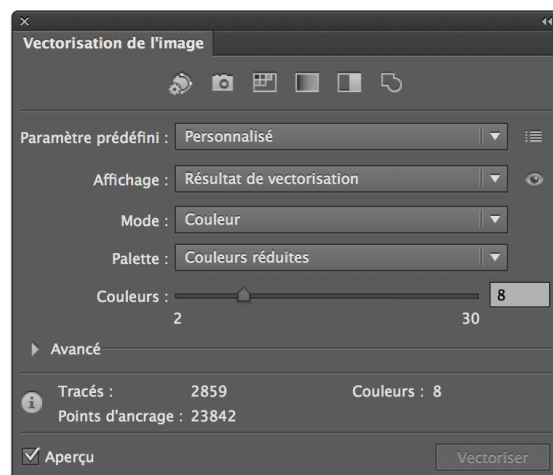 Vectorisation de l'image
Paramètre prédéfini : Personnalisé
Affichage : Résultat de vectorisation
Mode : Couleur
Palette : Couleurs réduites
Couleurs : 8
2 30
Avancé
Tracés : 2859 Couleurs : 8
Points d'ancrage : 23842
Aperçu Vectoriser